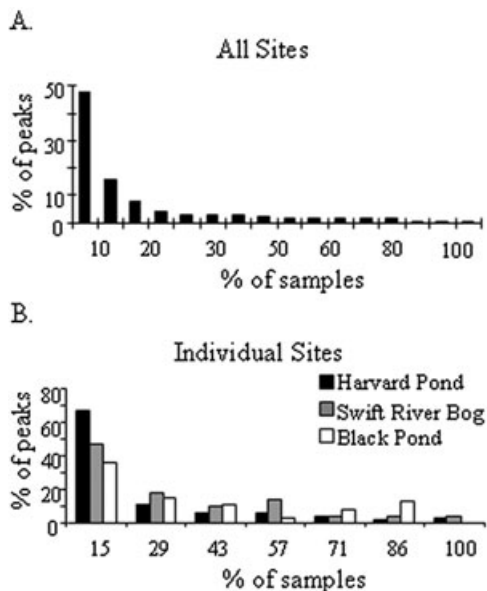 A.
All Sites
% of peaks
50
30
10
0
10 20 30 50 60 80 100
% of samples
B.
Individual Sites
Harvard Pond
Swift River Bog
Black Pond
% of peaks
80
60
40
20
0
15 29 43 57 71 86 100
% of samples